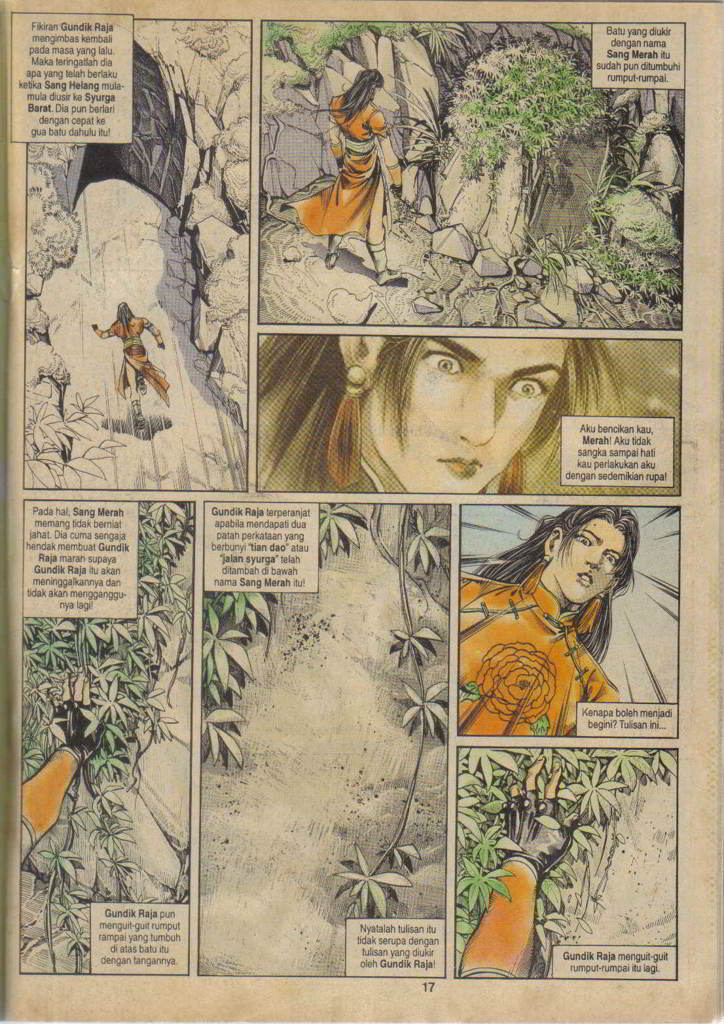 Fikiran Gundik Raja
mengimbas kembali
pada masa yang lalu.
Maka teringatlah dia
apa yang telah berlaku
ketika Sang Helang mula-
mula diusir ke Syurga
Barat. Dia pun berlari
dengan cepat ke
gua batu dahulu itu!
Batu yang diukir
dengan nama
Sang Merah itu
sudah pun ditumbuhi
rumput-rumpai.
Aku bencikan kau,
Merah! Aku tidak
sangka sampai hati
kau perlakukan aku
dengan sedemikian rupa!
Pada hal, Sang Merah
memang tidak berniat
jahat. Dia cuma sengaja
hendak membuat Gundik
Raja marah supaya
Gundik Raja itu akan
meninggalkannya dan
tidak akan mengganggu-
nya lagi!
Gundik Raja pun
menguit-guit rumput
rampai yang tumbuh
di atas batu itu
dengan tangannya.
Gundik Raja terperanjat
apabila mendapati dua
patah perkataan yang
berbunyi "tian dao" atau
"jalan syurga" telah
ditambah di bawah
nama Sang Merah itu!
Nyatalah tulisan itu
tidak serupa dengan
tulisan yang diukir
oleh Gundik Raja!
Kenapa boleh menjadi
begini? Tulisan ini...
Gundik Raja menguit-guit
rumput-rumpai itu lagi.
17